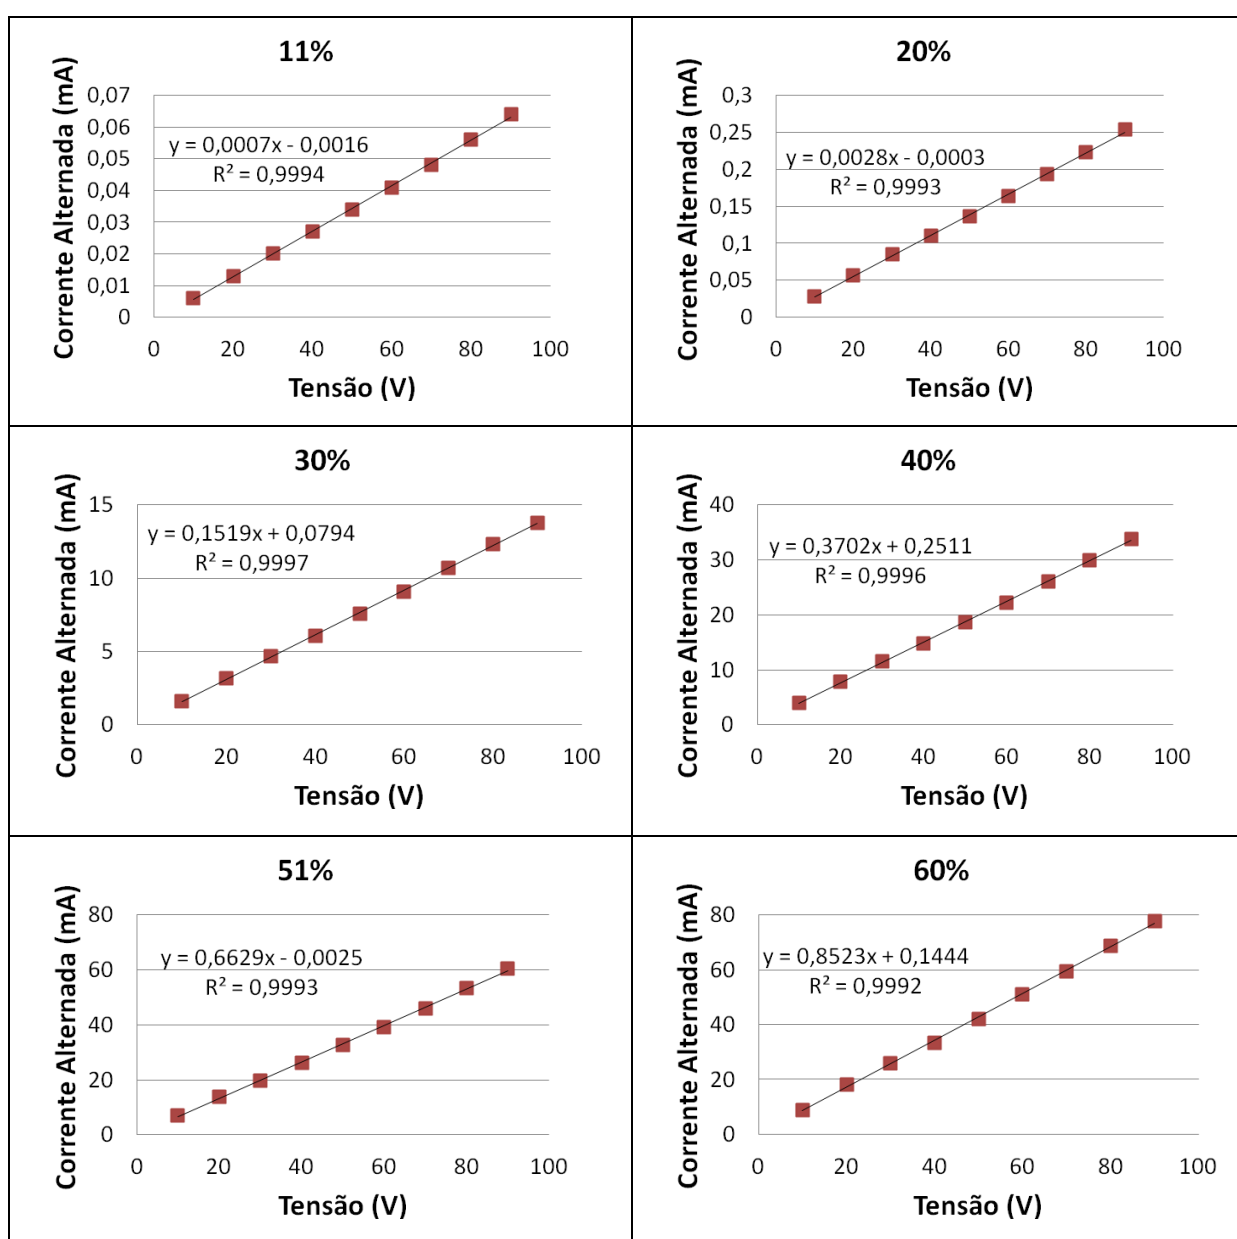 11%
Corrente Alternada (mA)
0,07
0,06
0,05
0,04
0,03
0,02
0,01
0
y = 0,0007x - 0,0016
R² = 0,9994
0 20 40 60 80 100
Tensão (V)
20%
Corrente Alternada (mA)
0,3
0,25
0,2
0,15
0,1
0,05
0
y = 0,0028x - 0,0003
R² = 0,9993
0 20 40 60 80 100
Tensão (V)
30%
Corrente Alternada (mA)
15
10
5
0
y = 0,1519x + 0,0794
R² = 0,9997
0 20 40 60 80 100
Tensão (V)
40%
Corrente Alternada (mA)
40
30
20
10
0
y = 0,3702x + 0,2511
R² = 0,9996
0 20 40 60 80 100
Tensão (V)
51%
Corrente Alternada (mA)
80
60
40
20
0
y = 0,6629x - 0,0025
R² = 0,9993
0 20 40 60 80 100
Tensão (V)
60%
Corrente Alternada (mA)
80
60
40
20
0
y = 0,8523x + 0,1444
R² = 0,9992
0 20 40 60 80 100
Tensão (V)